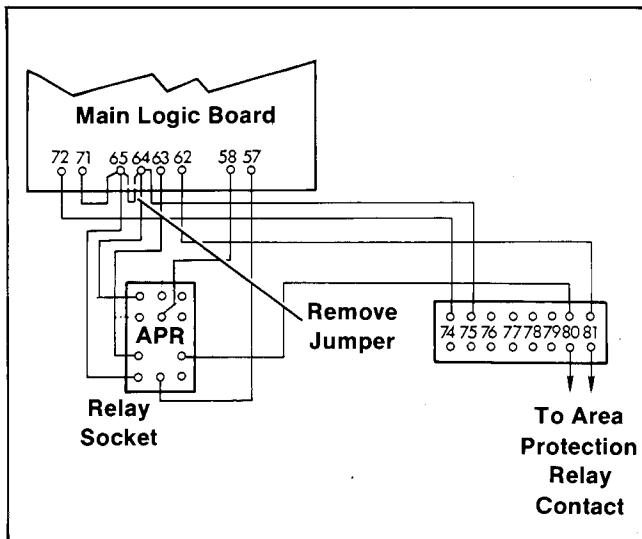 Main Logic Board
72 71 65 64 63 62 58 57
APR
Relay
Socket
Remove
Jumper
74 75 76 77 78 79 80 81
To Area
Protection
Relay
Contact